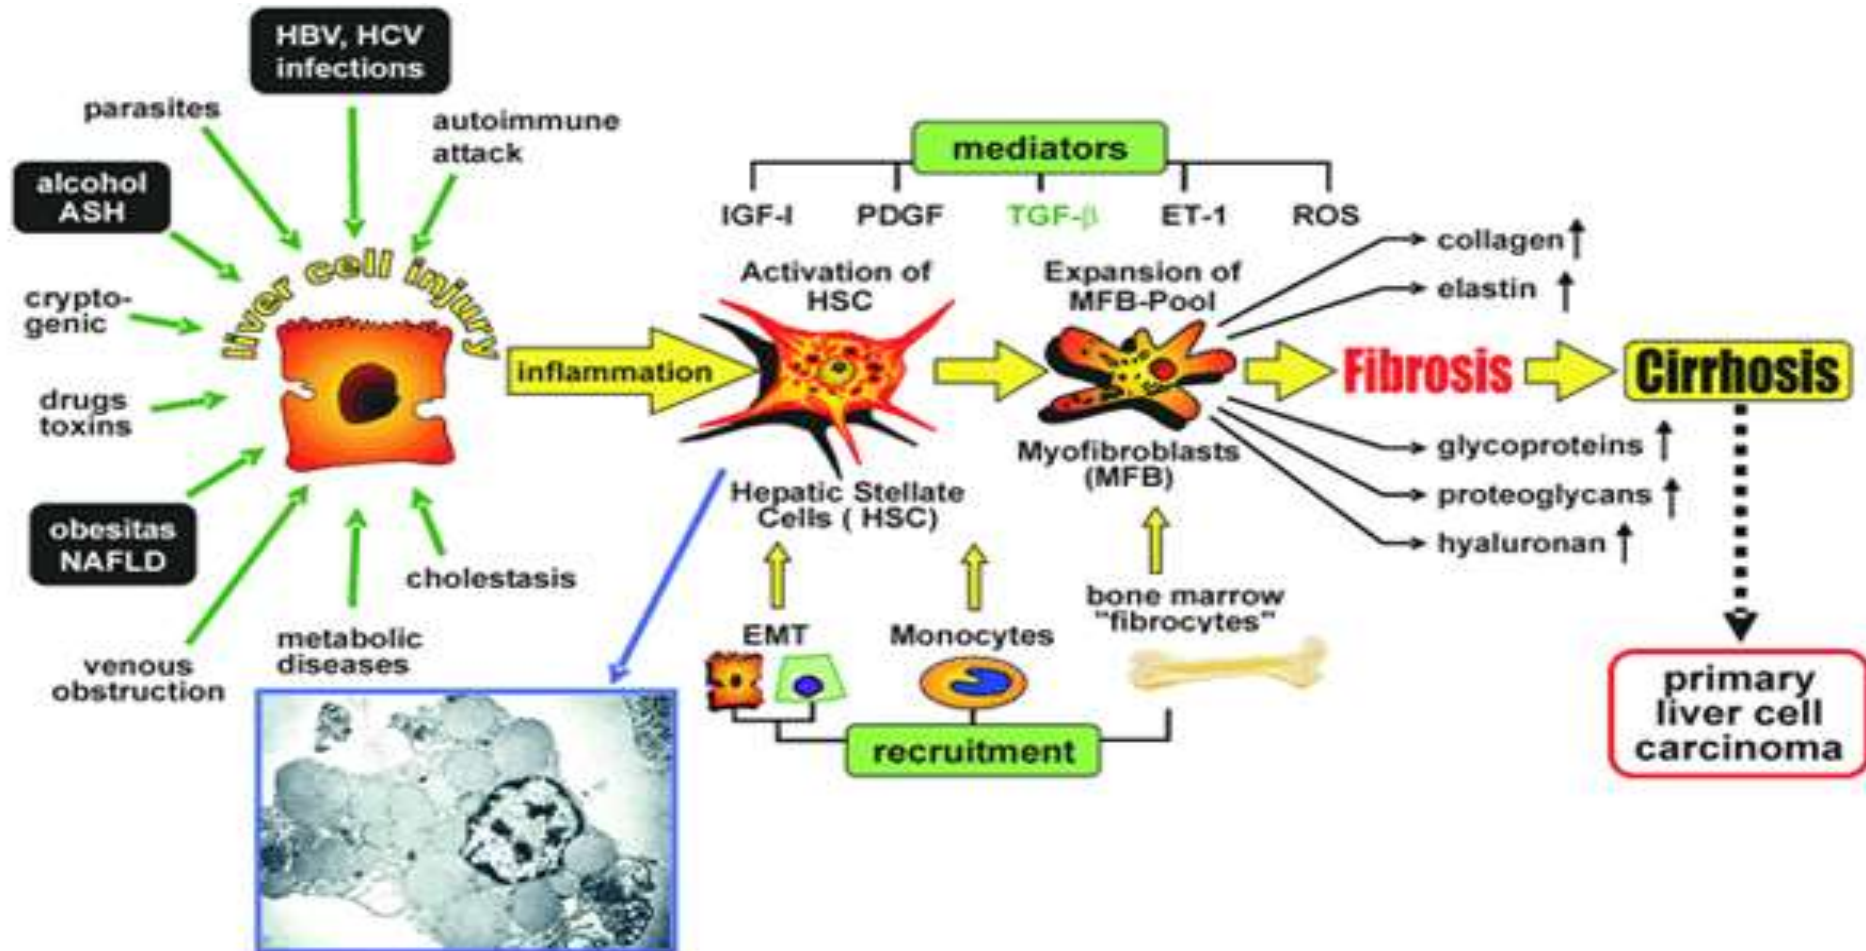 HBV, HCV
infections
parasites
autoimmune
attack
alcohol
ASH
liver cell injury
crypto-
genic
drugs
toxins
obesitas
NAFLD
venous
obstruction
metabolic
diseases
cholestasis
inflammation
mediators
IGF-I PDGF TGF-β ET-1 ROS
Activation of
HSC
Hepatic Stellate
Cells ( HSC)
Expansion of
MFB-Pool
Myofibroblasts
(MFB)
collagen↑
elastin ↑
Fibrosis
Cirrhosis
glycoproteins ↑
proteoglycans ↑
hyaluronan ↑
EMT
Monocytes
bone marrow
"fibrocytes"
recruitment
primary
liver cell
carcinoma